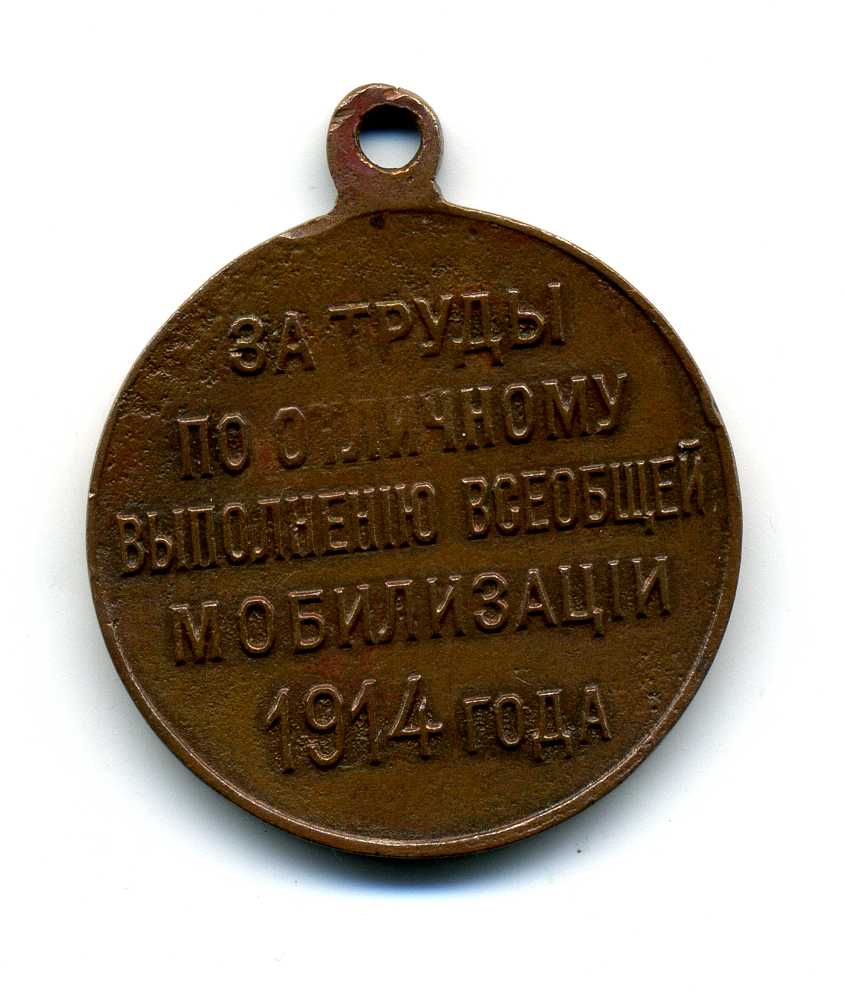 ЗА ТРУДЫ
ПО ОТЛИЧНОМУ
ВЫПОЛНЕНІЮ ВСЕОБЩЕЙ
МОБИЛИЗАЦІИ
1914 ГОДА